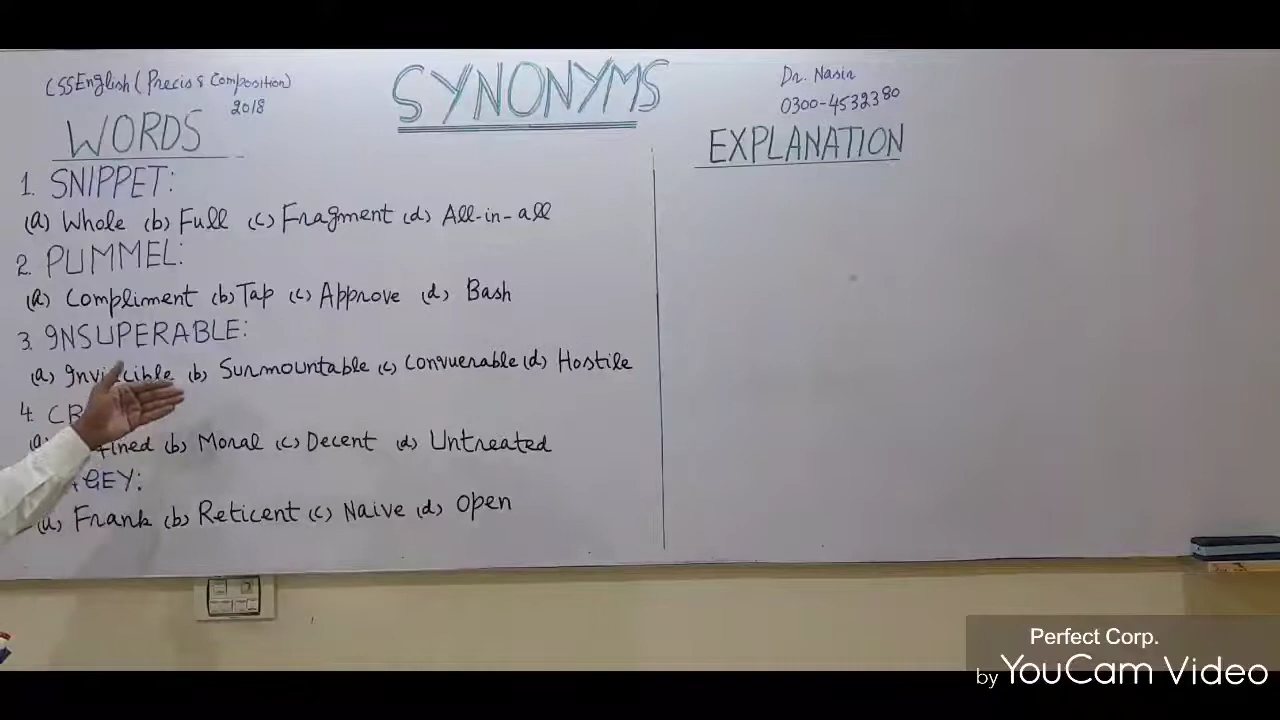 CSS English (Precis & Composition)
2018
SYNONYMS
Dr. Nasir
0300-4532380
WORDS
EXPLANATION
1. SNIPPET:
(a) Whole (b) Full (c) Fragment (d) All-in-all
2. PUMMEL:
(a) Compliment (b) Tap (c) Approve (d) Bash
3. INSUPERABLE:
(a) Invincible (b) Surmountable (c) Convuerable (d) Hostile
4.
(b) Moral (c) Decent (d) Untreated
(a) Frank (b) Reticent (c) Naive (d) Open
Perfect Corp.
by YouCam Video